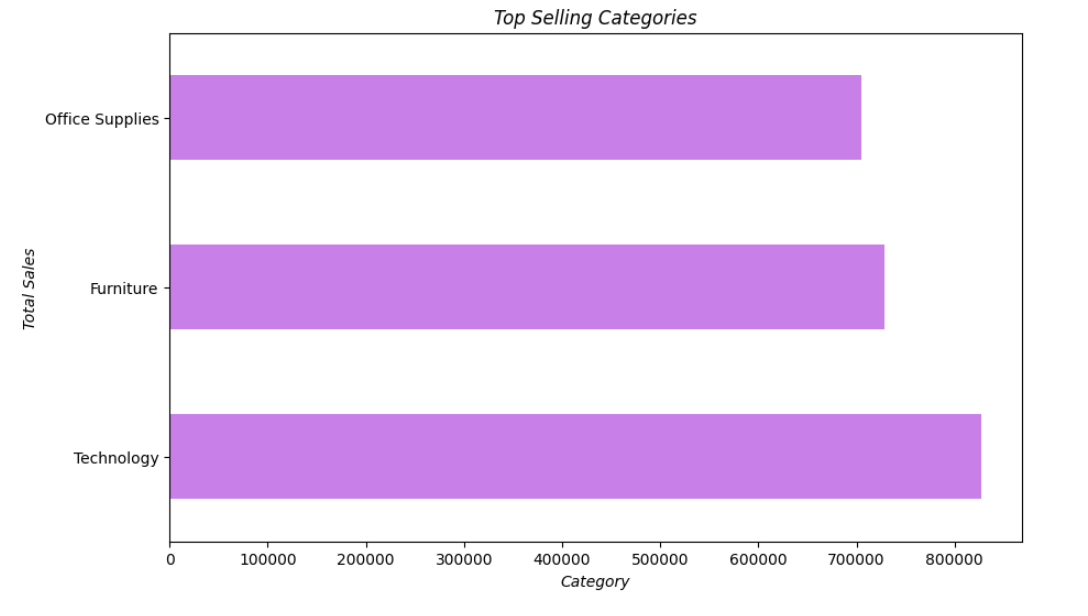 Top Selling Categories
Office Supplies
Furniture
Technology
Total Sales
0 100000 200000 300000 400000 500000 600000 700000 800000
Category